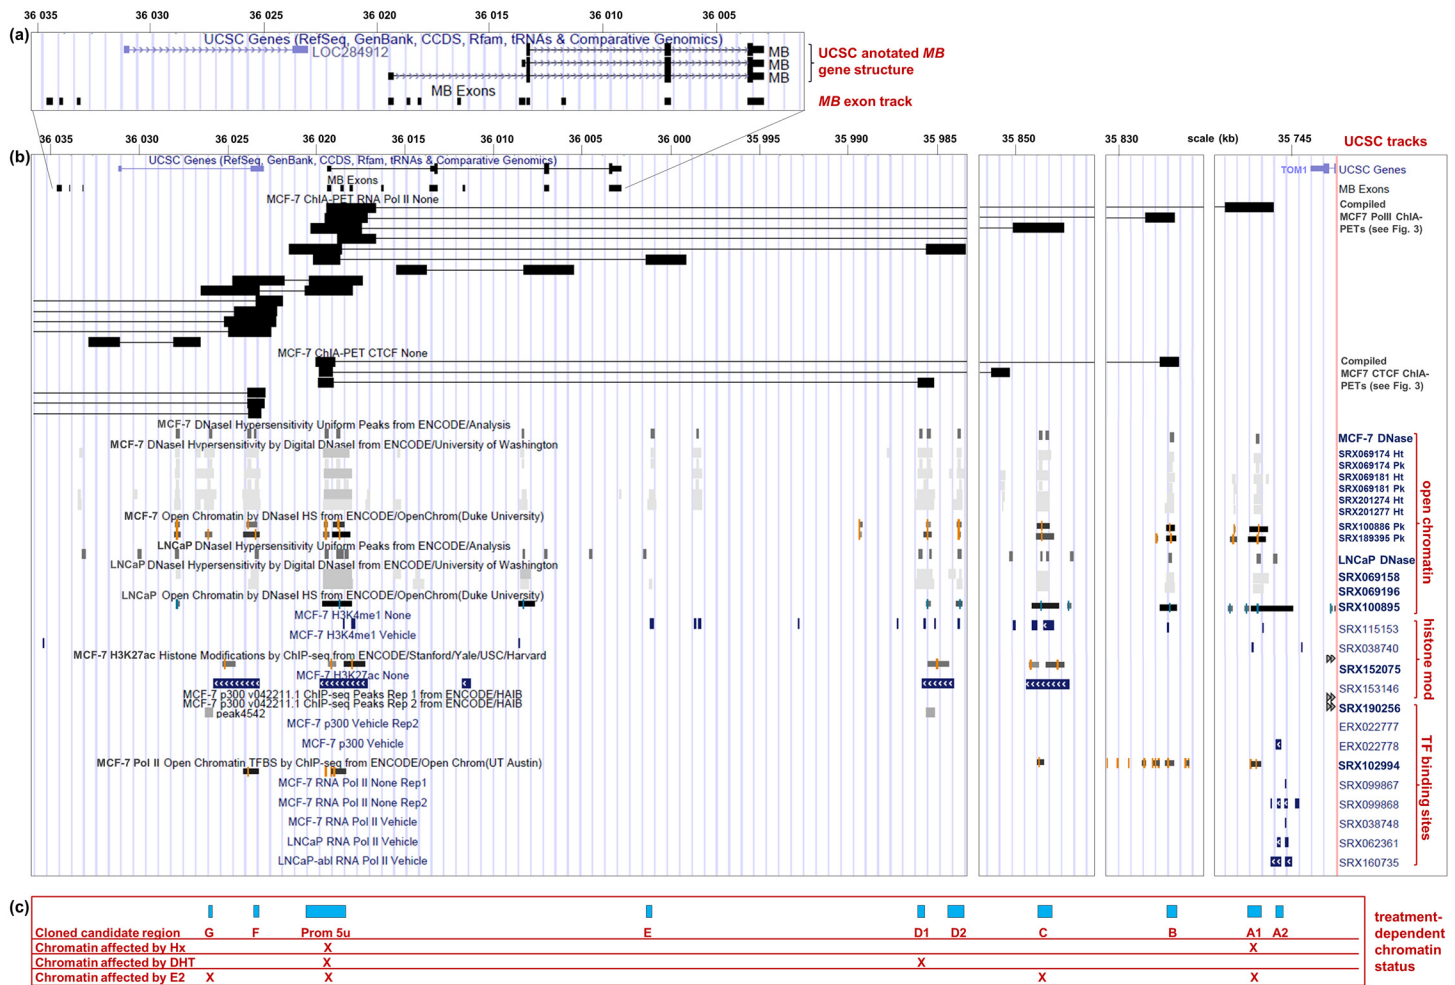 36 035 36 030 36 025 36 020 36 015 36 010 36 005
(a)
UCSC Genes (RefSeq, GenBank, CCDS, Rfam, tRNAs & Comparative Genomics)
LOC284912
MB
MB
MB
UCSC anotated MB
gene structure
MB Exons
MB exon track
36 035 36 030 36 025 36 020 36 010 36 005 36 000 35 995 35 990 35 985 35 850 35 830 scale (kb) 35 745 UCSC tracks
(b)
UCSC Genes (RefSeq, GenBank, CCDS, Rfam, tRNAs & Comparative Genomics)
TOM1
UCSC Genes
MB Exons
MB Exons
MCF-7 ChIA-PET RNA Pol II None
Compiled
MCF7 PolII ChIA-
PETs (see Fig. 3)
MCF-7 ChIA-PET CTCF None
Compiled
MCF7 CTCF ChIA-
PETs (see Fig. 3)
MCF-7 DNaseI Hypersensitivity Uniform Peaks from ENCODE/Analysis
MCF-7 DNase
MCF-7 DNaseI Hypersensitivity by Digital DNaseI from ENCODE/University of Washington
SRX069174 Ht
SRX069174 Pk
SRX069181 Ht
SRX069181 Pk
SRX201274 Ht
SRX201277 Ht
MCF-7 Open Chromatin by DNaseI HS from ENCODE/OpenChrom(Duke University)
SRX100886 Pk
SRX189395 Pk
LNCaP DNaseI Hypersensitivity Uniform Peaks from ENCODE/Analysis
LNCaP DNase
LNCaP DNaseI Hypersensitivity by Digital DNaseI from ENCODE/University of Washington
SRX069158
SRX069196
LNCaP Open Chromatin by DNaseI HS from ENCODE/OpenChrom(Duke University)
SRX100895
open chromatin
MCF-7 H3K4me1 None
SRX115153
MCF-7 H3K4me1 Vehicle
SRX038740
MCF-7 H3K27ac Histone Modifications by ChIP-seq from ENCODE/Stanford/Yale/USC/Harvard
SRX152075
MCF-7 H3K27ac None
SRX153146
histone mod
MCF-7 p300 v042211.1 ChIP-seq Peaks Rep 1 from ENCODE/HAIB
MCF-7 p300 v042211.1 ChIP-seq Peaks Rep 2 from ENCODE/HAIB
SRX190256
peak4542
MCF-7 p300 Vehicle Rep2
ERX022777
MCF-7 p300 Vehicle
ERX022778
MCF-7 Pol II Open Chromatin TFBS by ChIP-seq from ENCODE/Open Chrom(UT Austin)
SRX102994
MCF-7 RNA Pol II None Rep1
SRX099867
MCF-7 RNA Pol II None Rep2
SRX099868
MCF-7 RNA Pol II Vehicle
SRX038748
LNCaP RNA Pol II Vehicle
SRX062361
LNCaP-abl RNA Pol II Vehicle
SRX160735
TF binding sites
(c)
Cloned candidate region G F Prom 5u E D1 D2 C B A1 A2
Chromatin affected by Hx X X
Chromatin affected by DHT X X
Chromatin affected by E2 X X X X
treatment-
dependent
chromatin
status